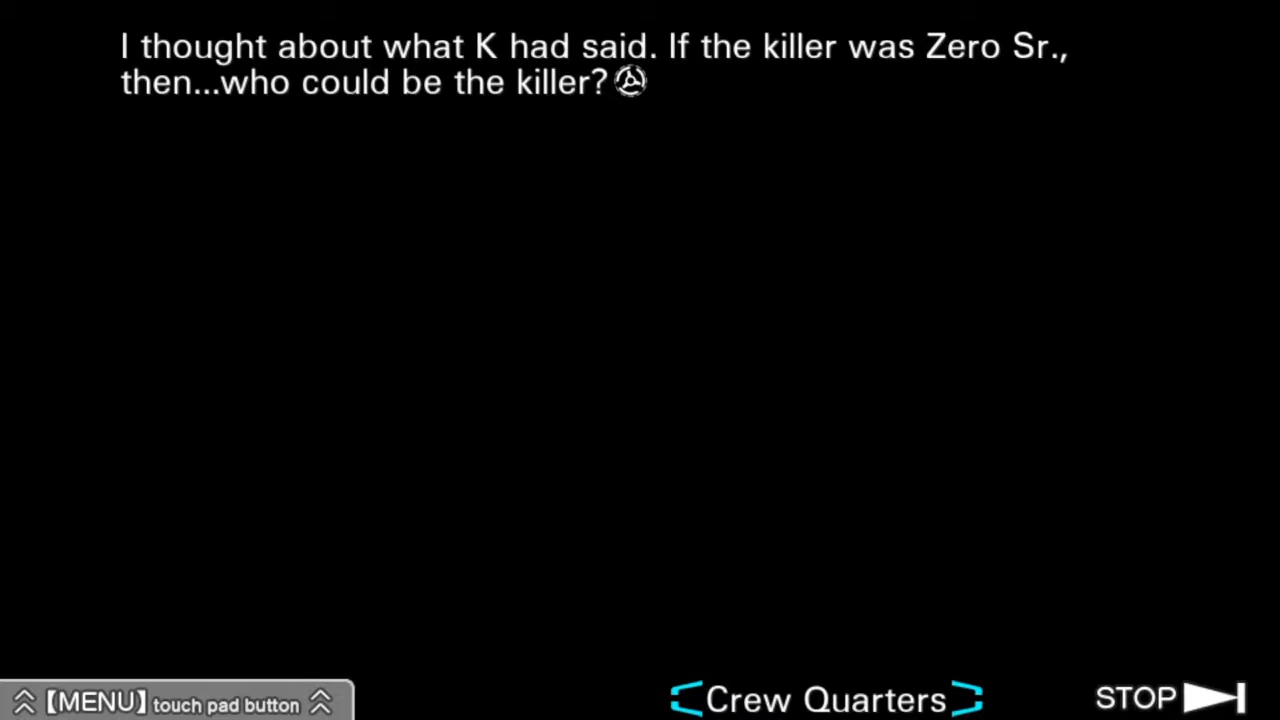 I thought about what K had said. If the killer was Zero Sr.,
then...who could be the killer?
【MENU】 touch pad button
Crew Quarters
STOP